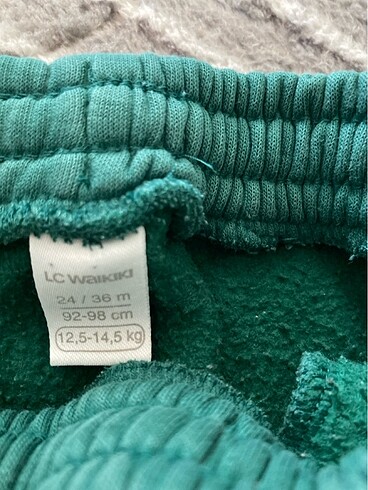 LC Waikiki
24 / 36 m
92-98 cm
12,5-14,5 kg